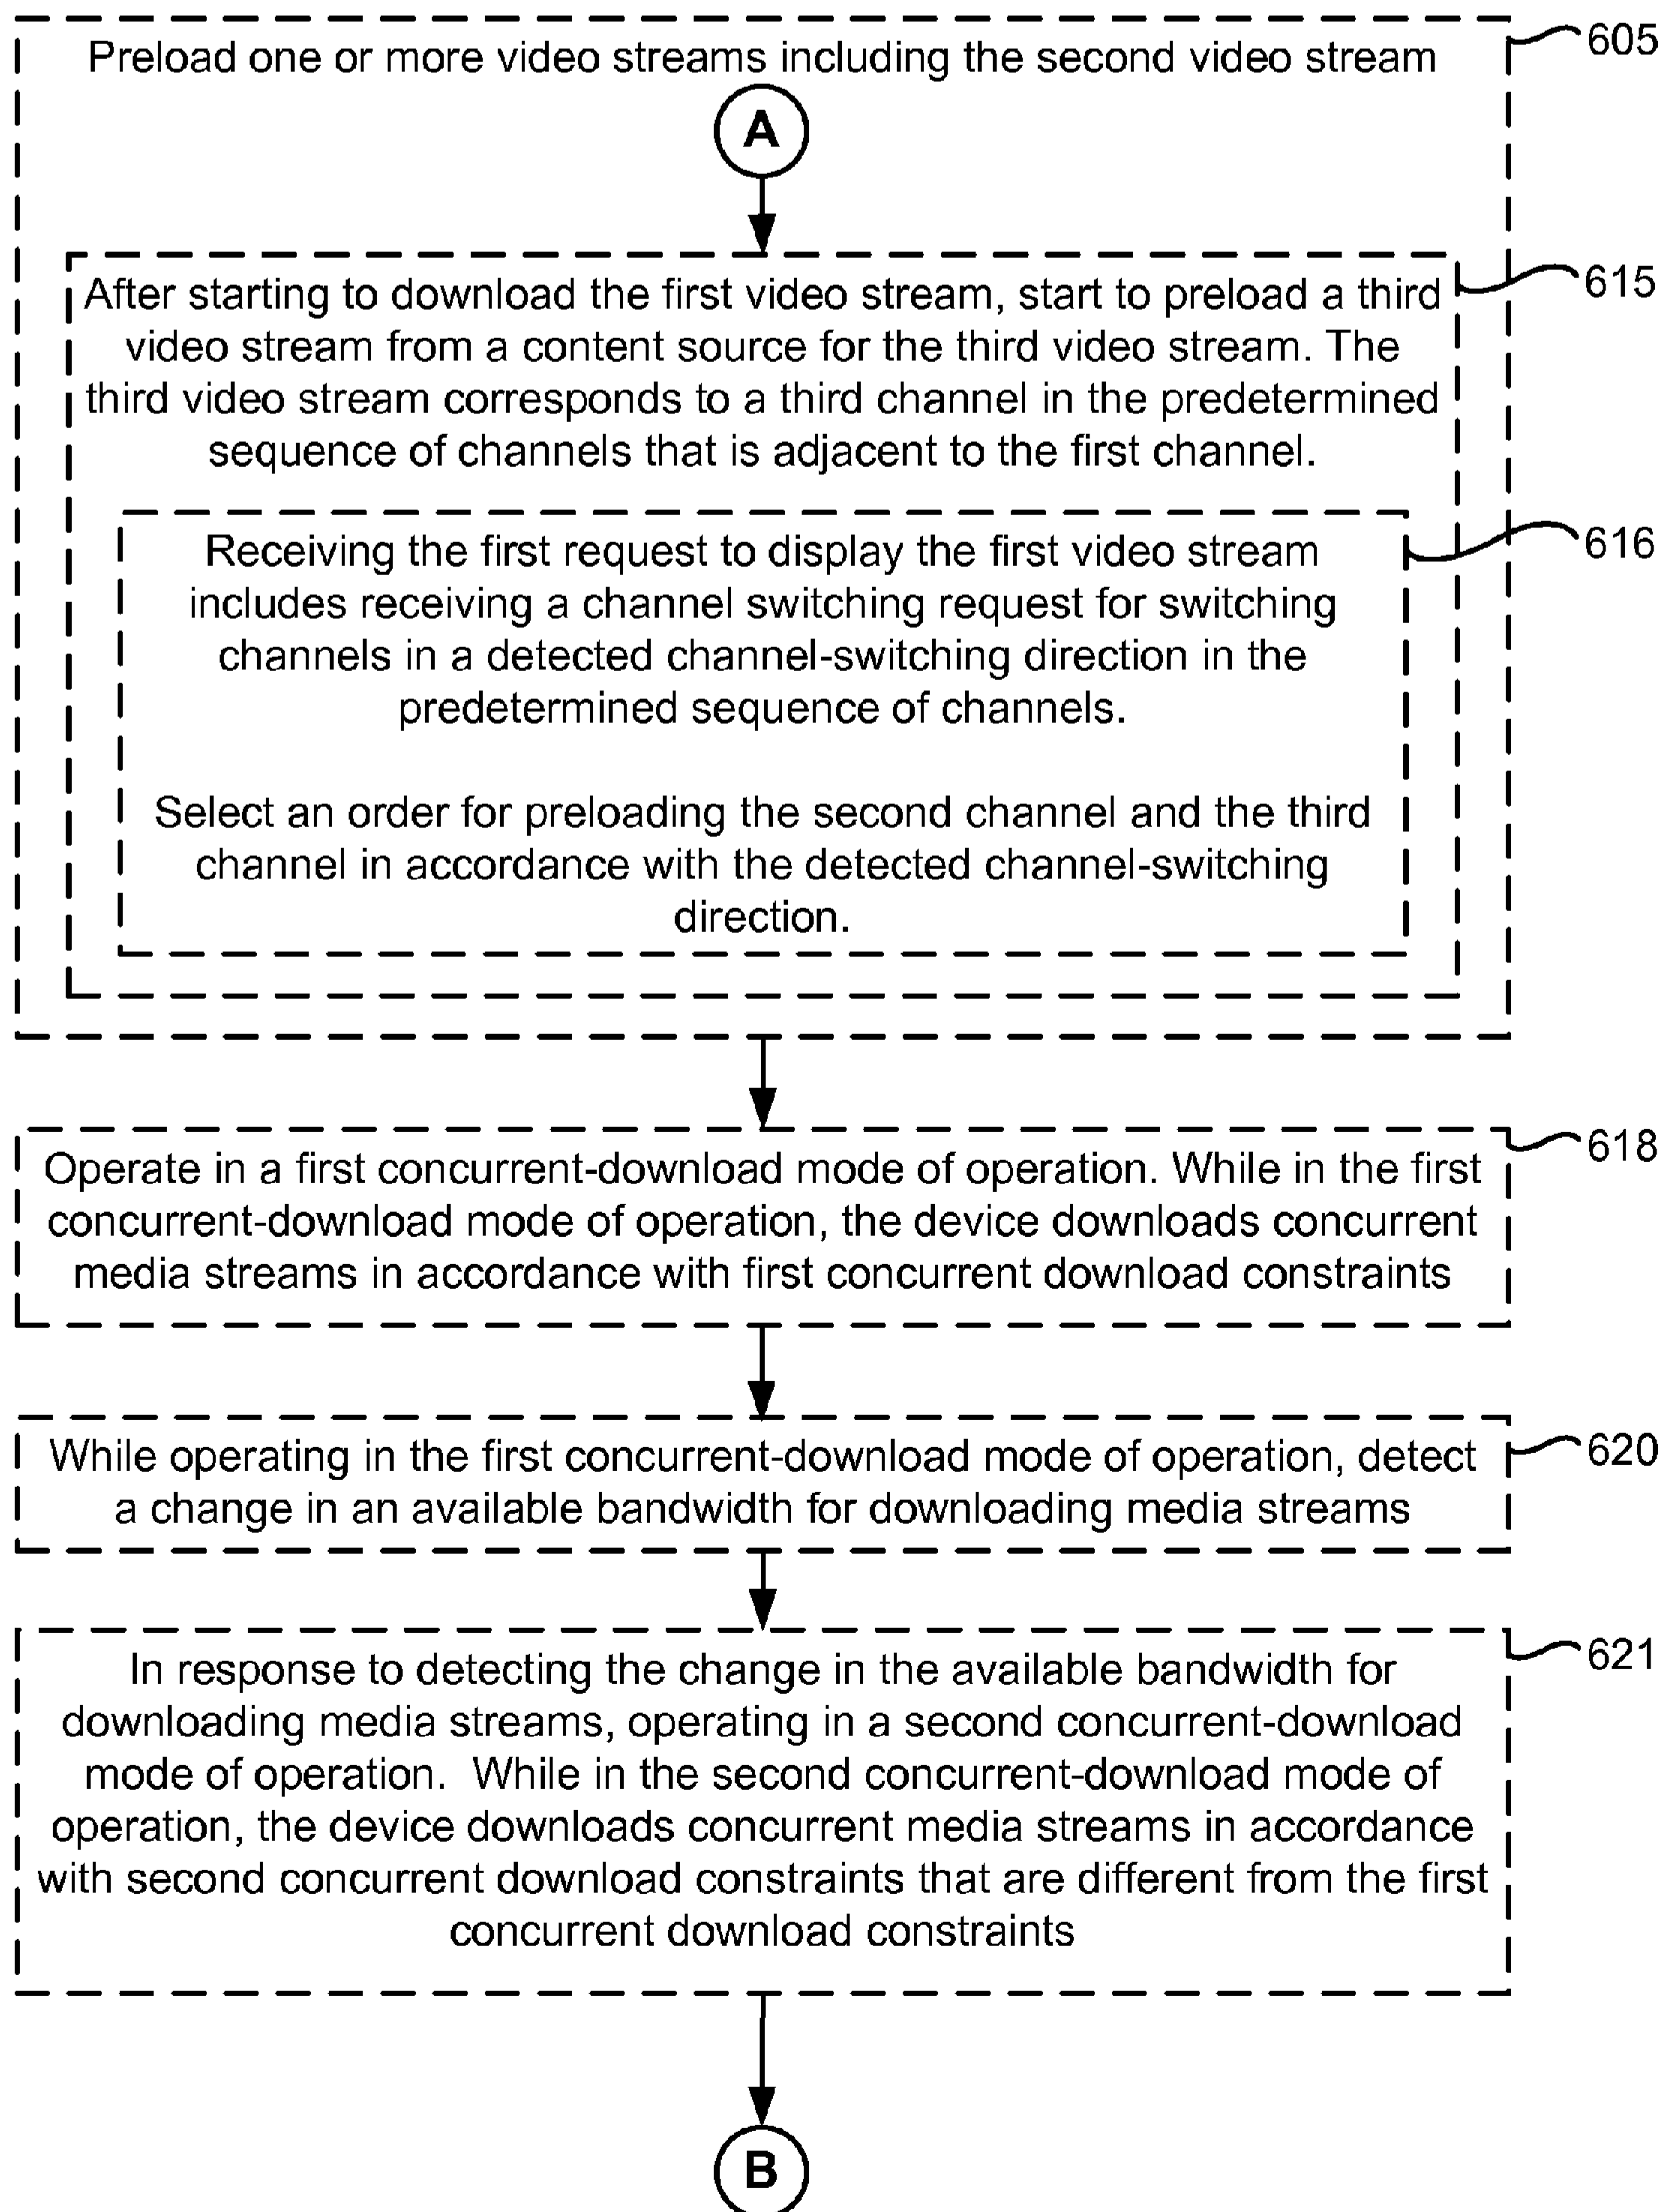 Preload one or more video streams including the second video stream
605
A
After starting to download the first video stream, start to preload a third
video stream from a content source for the third video stream. The
third video stream corresponds to a third channel in the predetermined
sequence of channels that is adjacent to the first channel.
615
Receiving the first request to display the first video stream
includes receiving a channel switching request for switching
channels in a detected channel-switching direction in the
predetermined sequence of channels.
616
Select an order for preloading the second channel and the third
channel in accordance with the detected channel-switching
direction.
Operate in a first concurrent-download mode of operation. While in the first
concurrent-download mode of operation, the device downloads concurrent
media streams in accordance with first concurrent download constraints
618
While operating in the first concurrent-download mode of operation, detect
a change in an available bandwidth for downloading media streams
620
In response to detecting the change in the available bandwidth for
downloading media streams, operating in a second concurrent-download
mode of operation.  While in the second concurrent-download mode of
operation, the device downloads concurrent media streams in accordance
with second concurrent download constraints that are different from the first
concurrent download constraints
621
B